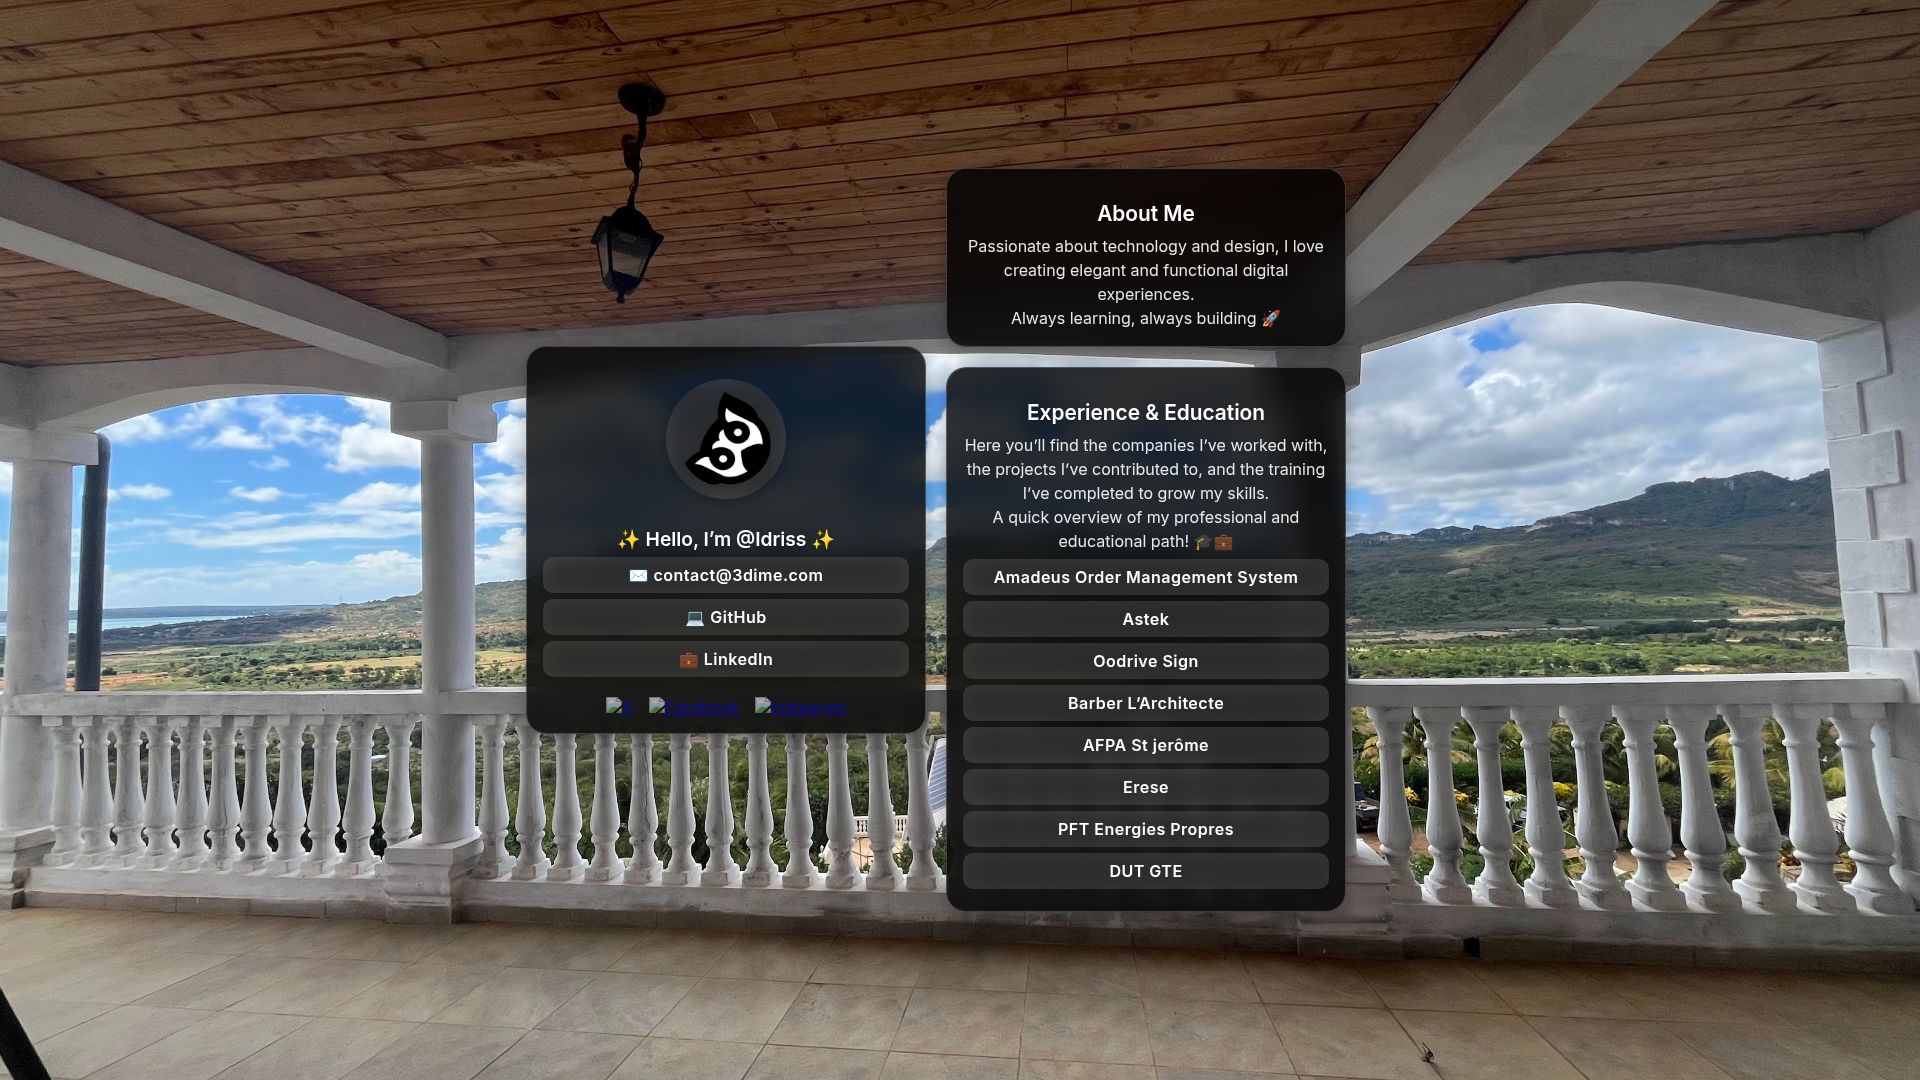 ✨ Hello, I’m @Idriss ✨
✉️ contact@3dime.com
💻 GitHub
💼 LinkedIn
X Facebook Instagram
About Me
Passionate about technology and design, I love
creating elegant and functional digital
experiences.
Always learning, always building 🚀
Experience & Education
Here you’ll find the companies I’ve worked with,
the projects I’ve contributed to, and the training
I’ve completed to grow my skills.
A quick overview of my professional and
educational path! 🎓💼
Amadeus Order Management System
Astek
Oodrive Sign
Barber L’Architecte
AFPA St jerôme
Erese
PFT Energies Propres
DUT GTE